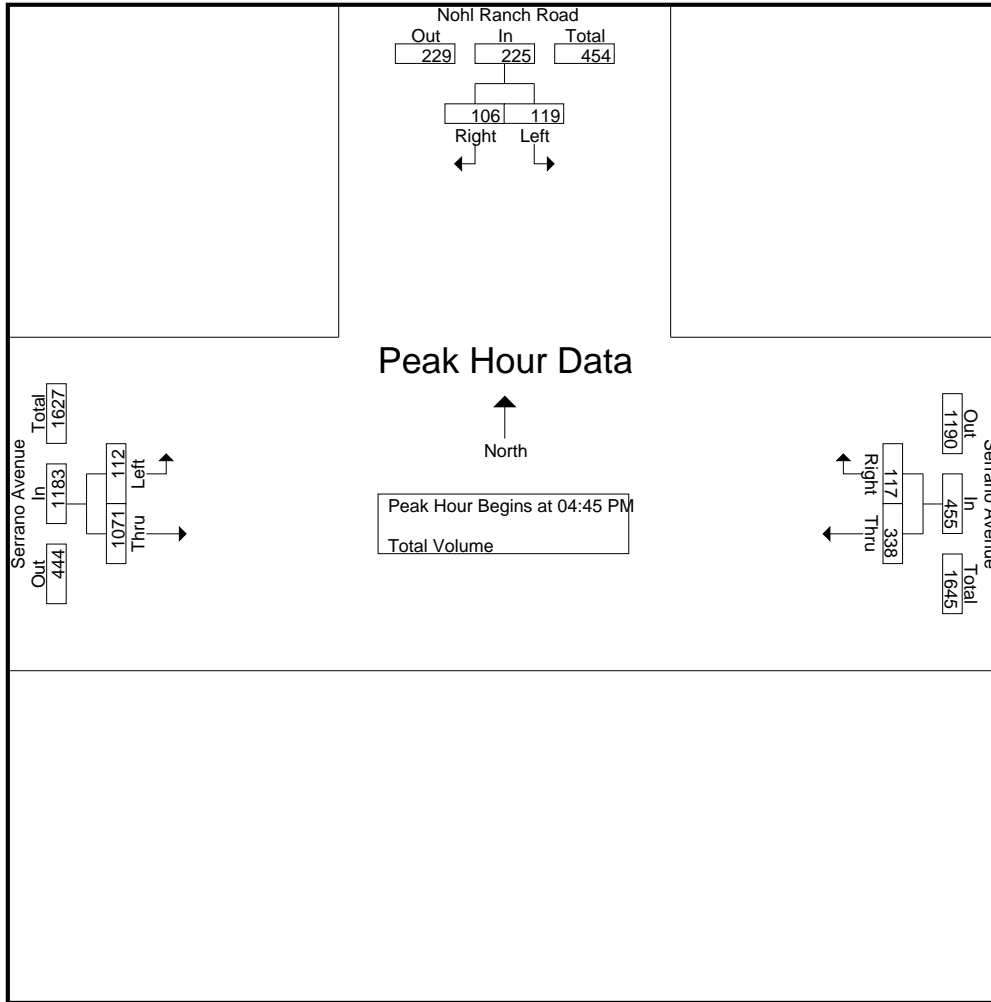 Nohl Ranch Road
Out In Total
229 225 454
106 119
Right Left
Peak Hour Data
North
Peak Hour Begins at 04:45 PM
Total Volume
Serrano Avenue
Total In Out
1627 1183 444
112 1071
Left Thru
Serrano Avenue
Out In Total
1190 455 1645
117 338
Right Thru